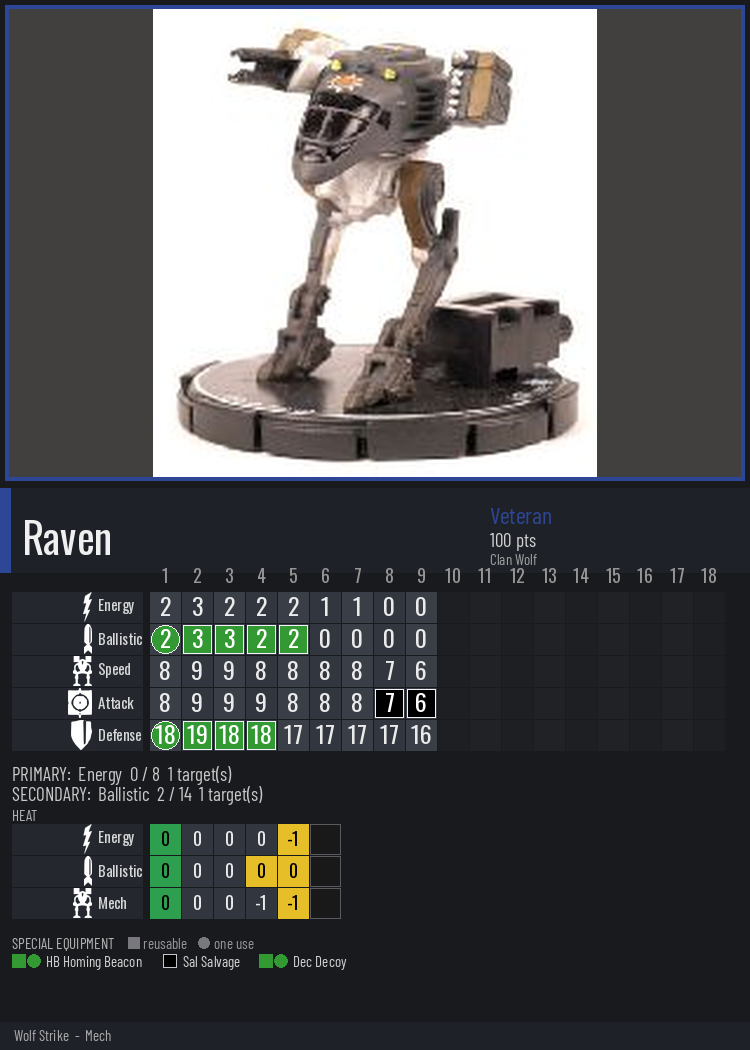 Raven
Veteran
100 pts
Clan Wolf
1 2 3 4 5 6 7 8 9 10 11 12 13 14 15 16 17 18
Energy 2 3 2 2 2 1 1 0 0
Ballistic 2 3 3 2 2 0 0 0 0
Speed 8 9 9 8 8 8 8 7 6
Attack 8 9 9 9 8 8 8 7 6
Defense 18 19 18 18 17 17 17 17 16
PRIMARY: Energy 0 / 8 1 target(s)
SECONDARY: Ballistic 2 / 14 1 target(s)
HEAT
Energy 0 0 0 0 -1
Ballistic 0 0 0 0 0
Mech 0 0 0 -1 -1
SPECIAL EQUIPMENT reusable one use
HB Homing Beacon Sal Salvage Dec Decoy
Wolf Strike - Mech